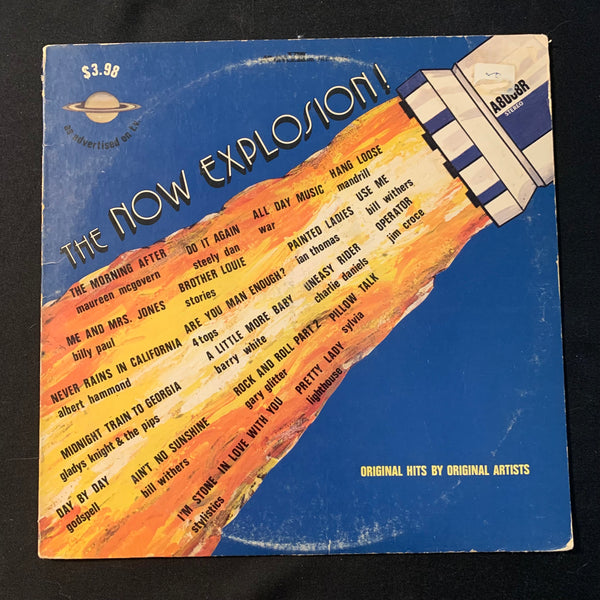 $3.98
as advertised on t.v.
THE NOW EXPLOSION!
STEREO
THE MORNING AFTER
maureen mcgovern
DO IT AGAIN
steely dan
ALL DAY MUSIC
war
HANG LOOSE
mandrill
ME AND MRS. JONES
billy paul
BROTHER LOUIE
stories
PAINTED LADIES
ian thomas
USE ME
bill withers
NEVER RAINS IN CALIFORNIA
albert hammond
ARE YOU MAN ENOUGH?
4 tops
UNEASY RIDER
charlie daniels
OPERATOR
jim croce
MIDNIGHT TRAIN TO GEORGIA
gladys knight & the pips
A LITTLE MORE BABY
barry white
PILLOW TALK
sylvia
DAY BY DAY
godspell
AIN'T NO SUNSHINE
bill withers
ROCK AND ROLL PART 2
gary glitter
PRETTY LADY
lighthouse
I'M STONE IN LOVE WITH YOU
stylistics
ORIGINAL HITS BY ORIGINAL ARTISTS